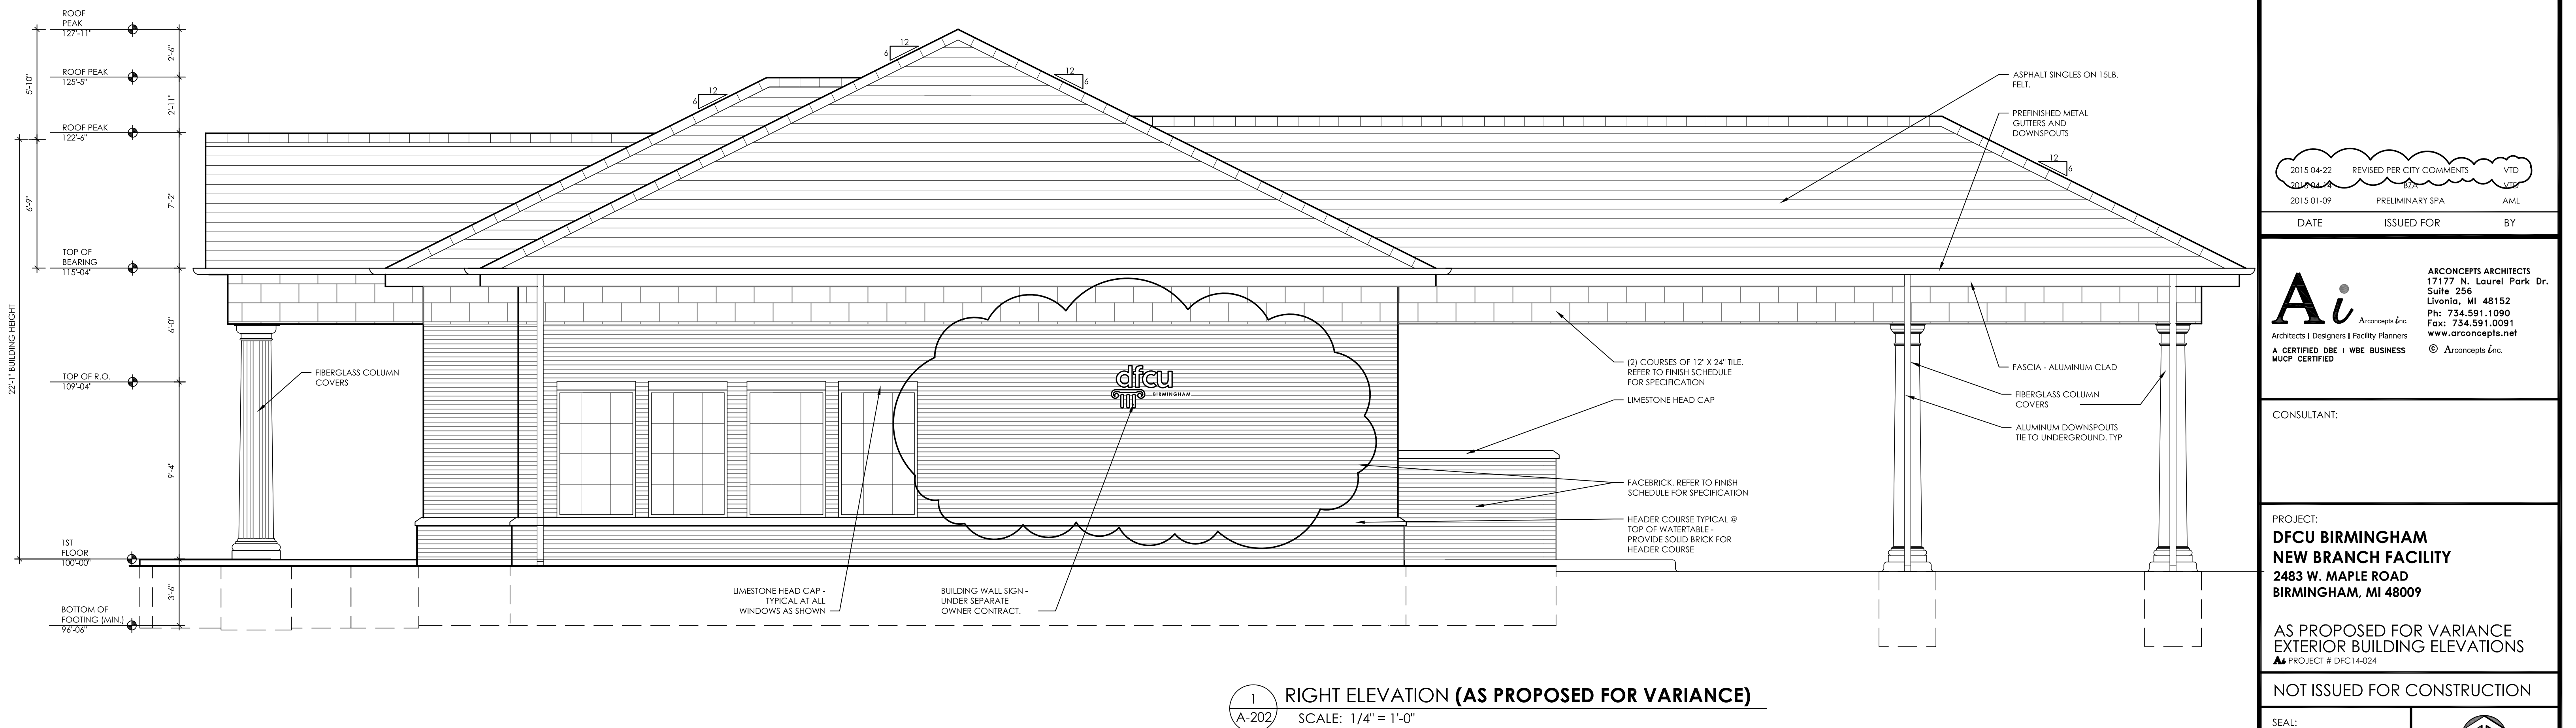 ROOF
PEAK
127'-11"
ROOF PEAK
125'-5"
ROOF PEAK
122'-6"
TOP OF
BEARING
115'-04"
TOP OF R.O.
109'-04"
1ST
FLOOR
100'-00"
BOTTOM OF
FOOTING (MIN.)
96'-06"
5'-10"
6'-9"
22'-1" BUILDING HEIGHT
2'-6"
2'-11"
7'-2"
6'-0"
9'-4"
3'-6"
12
6
12
6
12
6
12
6
FIBERGLASS COLUMN
COVERS
dfcu
BIRMINGHAM
LIMESTONE HEAD CAP -
TYPICAL AT ALL
WINDOWS AS SHOWN
BUILDING WALL SIGN -
UNDER SEPARATE
OWNER CONTRACT.
(2) COURSES OF 12" X 24" TILE.
REFER TO FINISH SCHEDULE
FOR SPECIFICATION
LIMESTONE HEAD CAP
FACEBRICK. REFER TO FINISH
SCHEDULE FOR SPECIFICATION
HEADER COURSE TYPICAL @
TOP OF WATERTABLE -
PROVIDE SOLID BRICK FOR
HEADER COURSE
ASPHALT SINGLES ON 15LB.
FELT.
PREFINISHED METAL
GUTTERS AND
DOWNSPOUTS
FASCIA - ALUMINUM CLAD
FIBERGLASS COLUMN
COVERS
ALUMINUM DOWNSPOUTS
TIE TO UNDERGROUND. TYP
1
A-202
RIGHT ELEVATION (AS PROPOSED FOR VARIANCE)
SCALE: 1/4" = 1'-0"
2015 04-22 REVISED PER CITY COMMENTS VTD
2015 04-14 BZA VTD
2015 01-09 PRELIMINARY SPA AML
DATE ISSUED FOR BY
Ai Arconcepts inc.
Architects I Designers I Facility Planners
A CERTIFIED DBE I WBE BUSINESS
MUCP CERTIFIED
ARCONCEPTS ARCHITECTS
17177 N. Laurel Park Dr.
Suite 256
Livonia, MI 48152
Ph: 734.591.1090
Fax: 734.591.0091
www.arconcepts.net
© Arconcepts inc.
CONSULTANT:
PROJECT:
DFCU BIRMINGHAM
NEW BRANCH FACILITY
2483 W. MAPLE ROAD
BIRMINGHAM, MI 48009
AS PROPOSED FOR VARIANCE
EXTERIOR BUILDING ELEVATIONS
Ai PROJECT # DFC14-024
NOT ISSUED FOR CONSTRUCTION
SEAL: